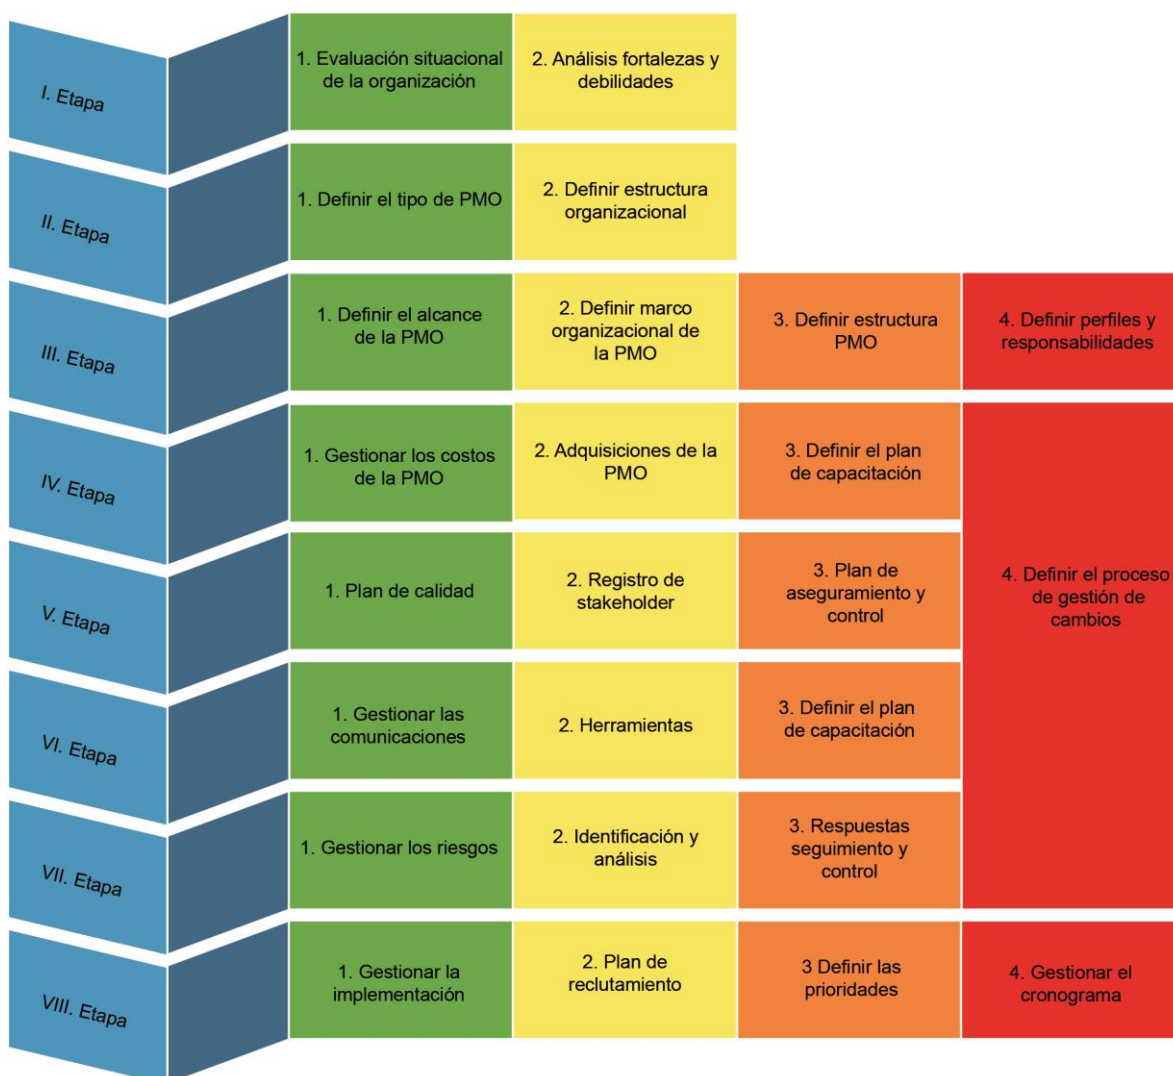 I. Etapa
1. Evaluación situacional
de la organización
2. Análisis fortalezas y
debilidades
II. Etapa
1. Definir el tipo de PMO
2. Definir estructura
organizacional
III. Etapa
1. Definir el alcance
de la PMO
2. Definir marco
organizacional de
la PMO
3. Definir estructura
PMO
4. Definir perfiles y
responsabilidades
IV. Etapa
1. Gestionar los costos
de la PMO
2. Adquisiciones de la
PMO
3. Definir el plan
de capacitación
4. Definir el proceso
de gestión de
cambios
V. Etapa
1. Plan de calidad
2. Registro de
stakeholder
3. Plan de
aseguramiento y
control
VI. Etapa
1. Gestionar las
comunicaciones
2. Herramientas
3. Definir el plan
de capacitación
VII. Etapa
1. Gestionar los riesgos
2. Identificación y
análisis
3. Respuestas
seguimiento y
control
VIII. Etapa
1. Gestionar la
implementación
2. Plan de
reclutamiento
3 Definir las
prioridades
4. Gestionar el
cronograma